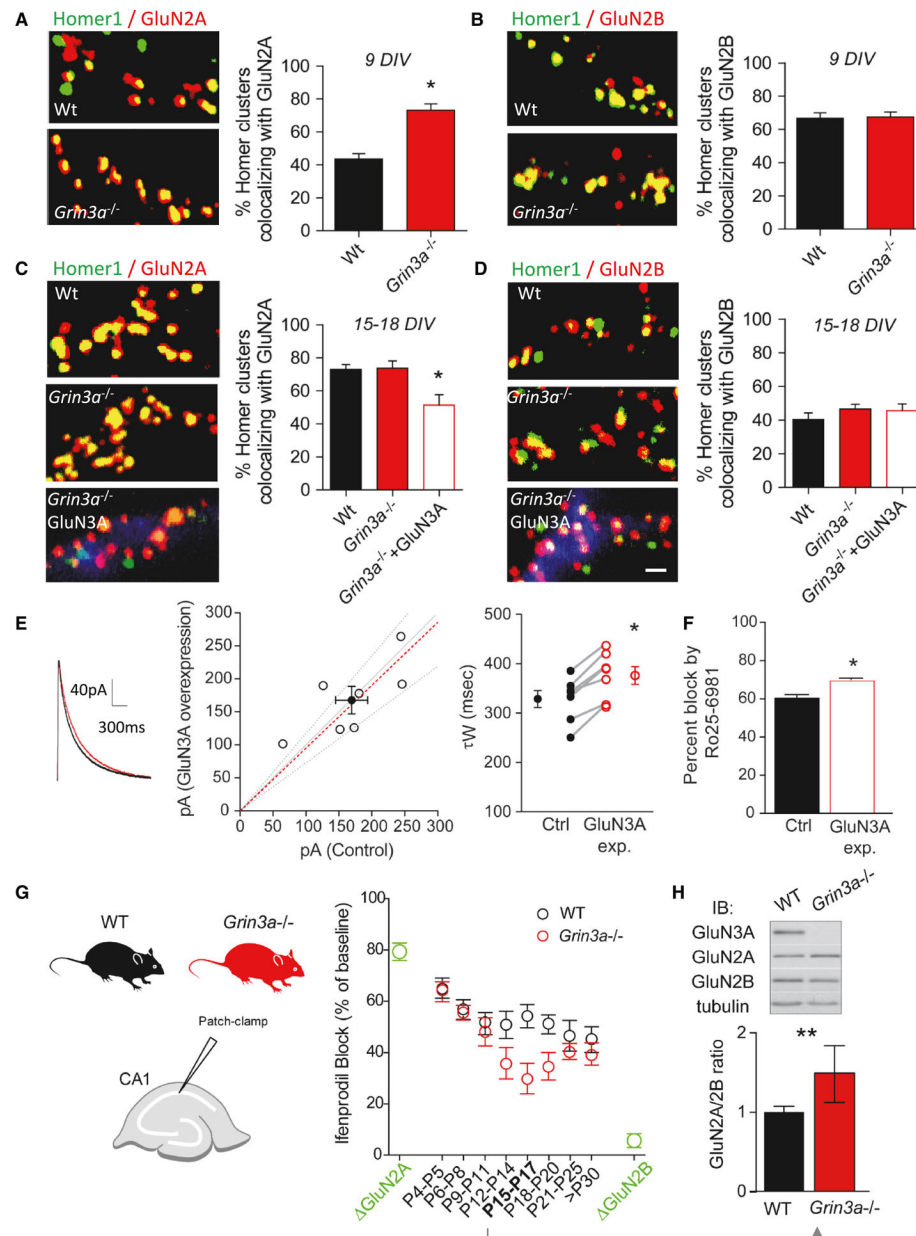 A
Homer1 / GluN2A
Wt
Grin3a-/-
% Homer clusters
colocalizing with GluN2A
9 DIV
100
80
60
40
20
0
*
Wt
Grin3a-/-
B
Homer1 / GluN2B
Wt
Grin3a-/-
% Homer clusters
colocalizing with GluN2B
9 DIV
100
80
60
40
20
0
Wt
Grin3a-/-
C
Homer1 / GluN2A
Wt
Grin3a-/-
Grin3a-/-
GluN3A
% Homer clusters
colocalizing with GluN2A
15-18 DIV
100
80
60
40
20
0
*
Wt
Grin3a-/-
Grin3a-/-+GluN3A
D
Homer1 / GluN2B
Wt
Grin3a-/-
Grin3a-/-
GluN3A
% Homer clusters
colocalizing with GluN2B
15-18 DIV
100
80
60
40
20
0
Wt
Grin3a-/-
Grin3a-/-+GluN3A
E
40pA
300ms
pA (GluN3A overexpression)
300
250
200
150
100
50
0
0 50 100 150 200 250 300
pA (Control)
τW (msec)
500
400
300
200
100
*
Ctrl
GluN3A
exp.
F
Percent block by
Ro25-6981
100
80
60
40
20
0
*
Ctrl
GluN3A
exp.
G
WT
Grin3a-/-
Patch-clamp
CA1
Ifenprodil Block (% of baseline)
100
80
60
40
20
0
WT
Grin3a-/-
ΔGluN2A
P4-P5
P6-P8
P9-P11
P12-P14
P15-P17
P18-P20
P21-P25
>P30
ΔGluN2B
H
IB:
WT
Grin3a-/-
GluN3A
GluN2A
GluN2B
tubulin
GluN2A/2B ratio
2
1
0
**
WT
Grin3a-/-